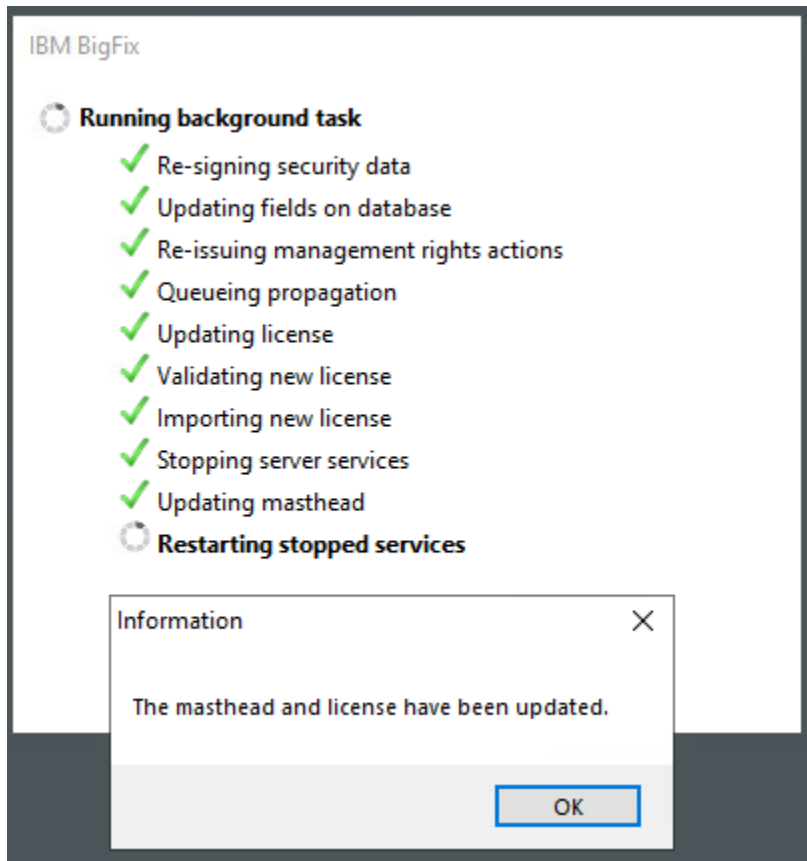 IBM BigFix
Running background task
Re-signing security data
Updating fields on database
Re-issuing management rights actions
Queueing propagation
Updating license
Validating new license
Importing new license
Stopping server services
Updating masthead
Restarting stopped services
Information
The masthead and license have been updated.
OK